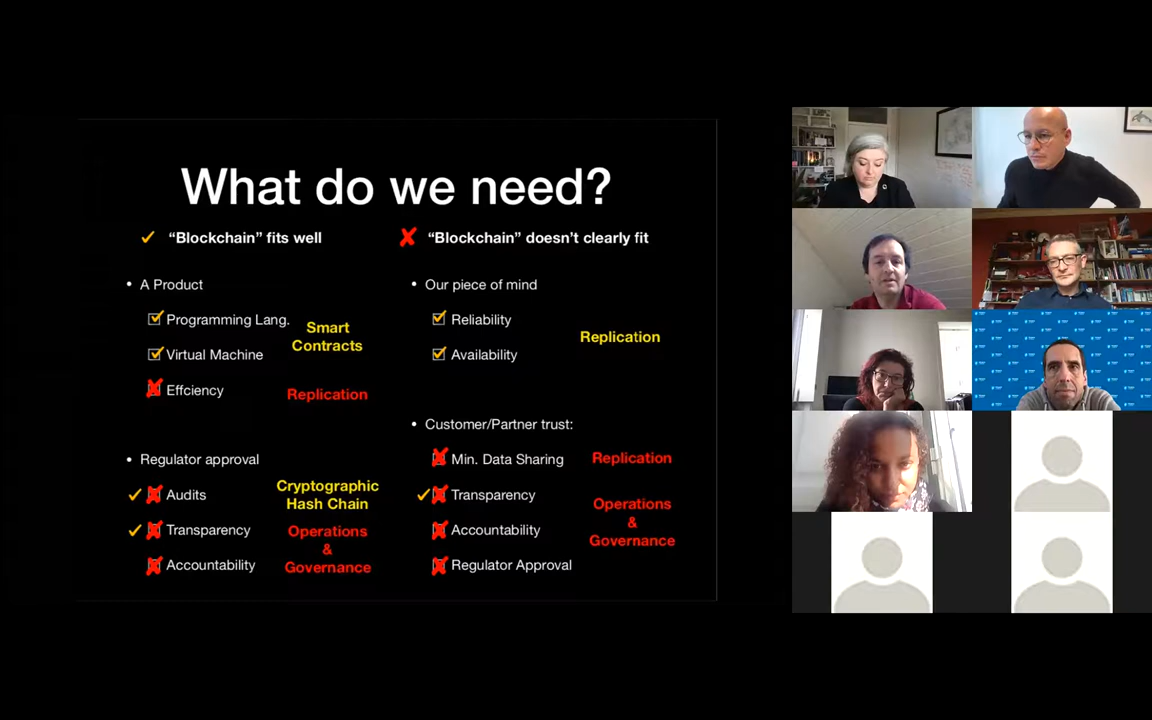 What do we need?
“Blockchain” fits well
“Blockchain” doesn’t clearly fit
• A Product
Programming Lang.
Virtual Machine
Smart
Contracts
Effciency
Replication
• Regulator approval
Audits
Cryptographic
Hash Chain
Transparency
Accountability
Operations
&
Governance
• Our piece of mind
Reliability
Availability
Replication
• Customer/Partner trust:
Min. Data Sharing
Replication
Transparency
Accountability
Regulator Approval
Operations
&
Governance